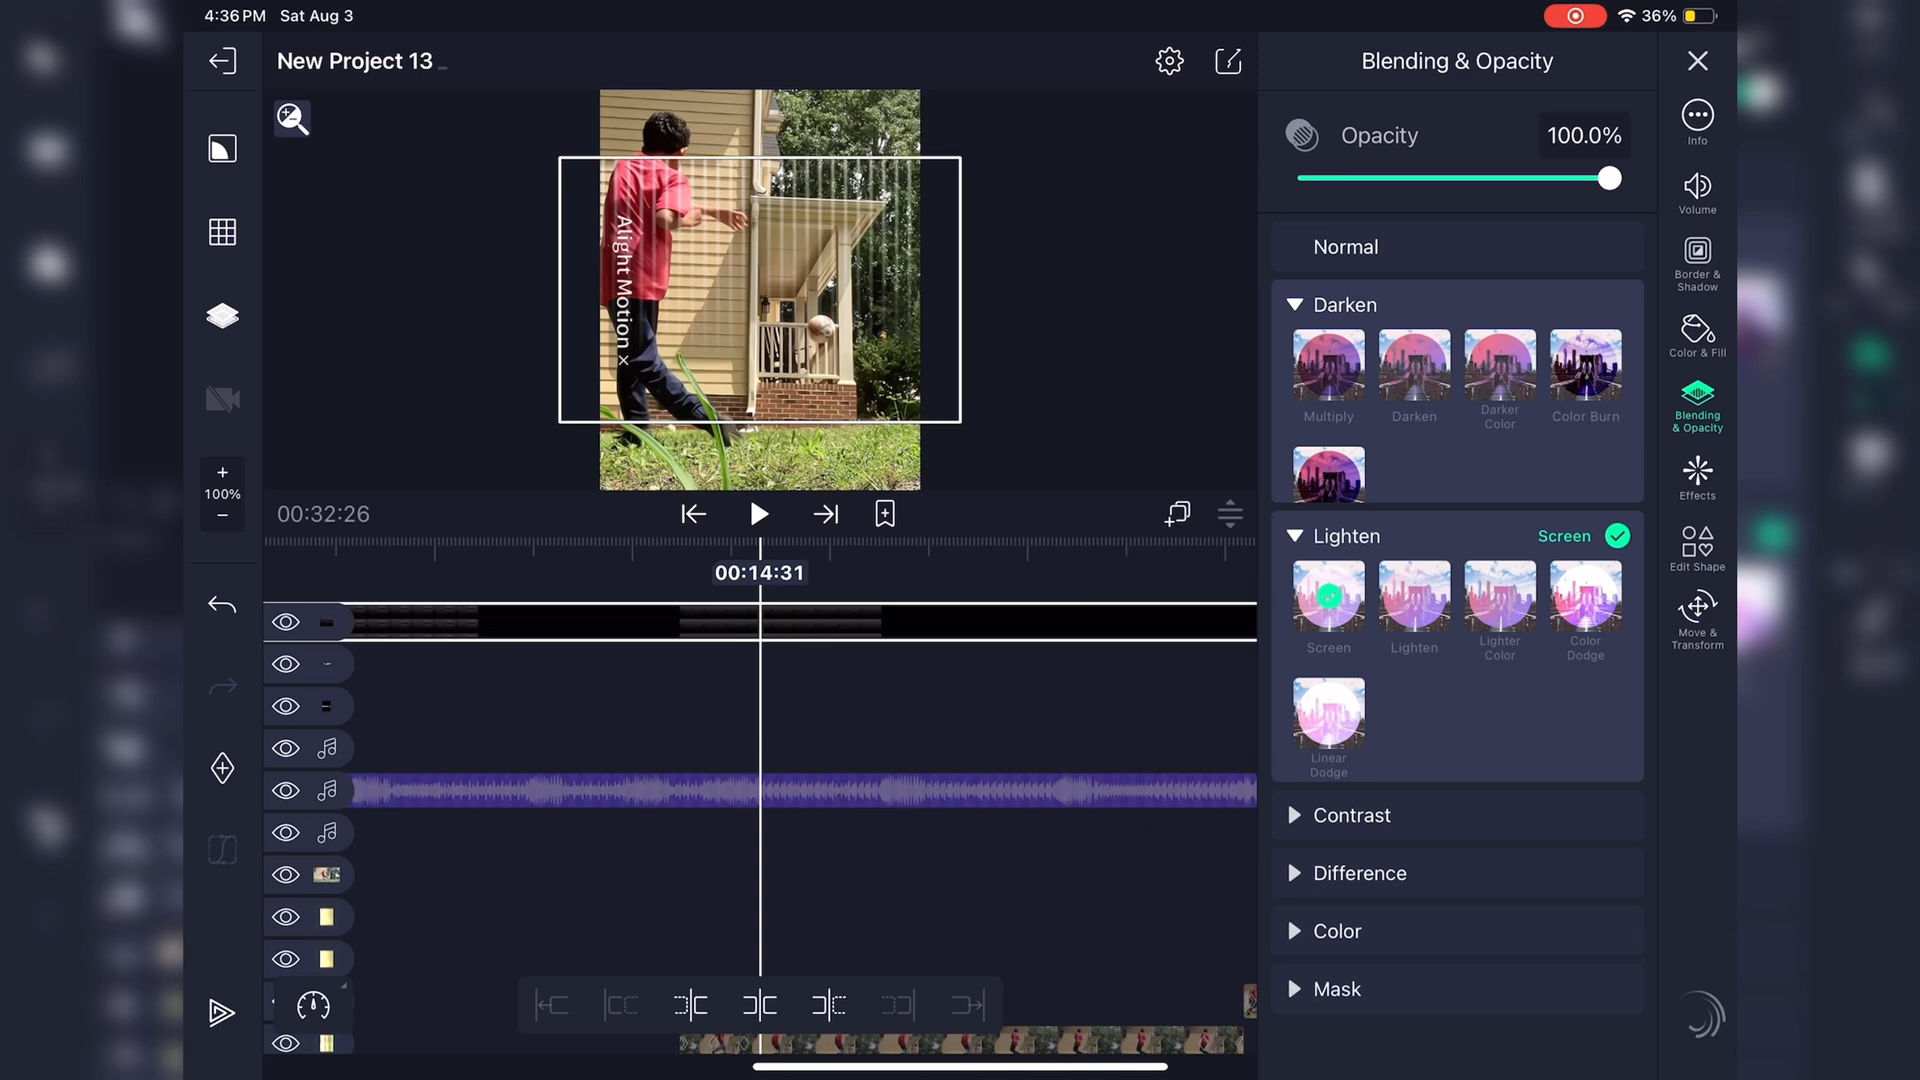 4:36 PM Sat Aug 3
36%
New Project 13
Blending & Opacity
Opacity
100.0%
Info
Volume
Border &
Shadow
Color & Fill
Blending
& Opacity
Effects
Edit Shape
Move &
Transform
Normal
Darken
Multiply
Darken
Darker
Color
Color Burn
Lighten
Screen
Screen
Lighten
Lighter
Color
Color
Dodge
Linear
Dodge
Contrast
Difference
Color
Mask
Alight Motion ×
+
100%
−
00:32:26
00:14:31